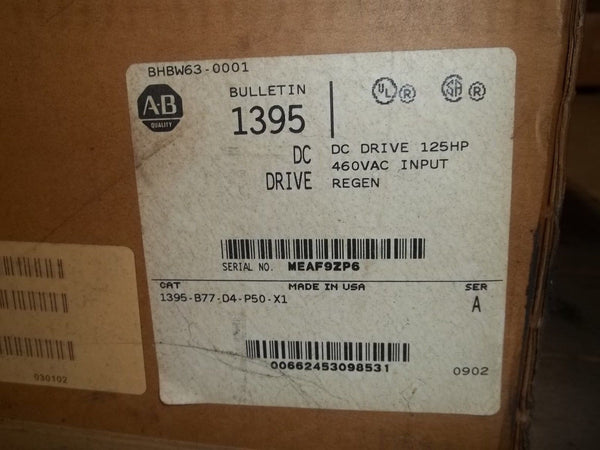 BHBW63-0001
A-B
QUALITY
BULLETIN
1395
DC
DRIVE
UL R
SA R
DC DRIVE 125HP
460VAC INPUT
REGEN
SERIAL NO. MEAF9ZP6
CAT MADE IN USA SER
1395-B77-D4-P50-X1 A
00662453098531
0902
030102